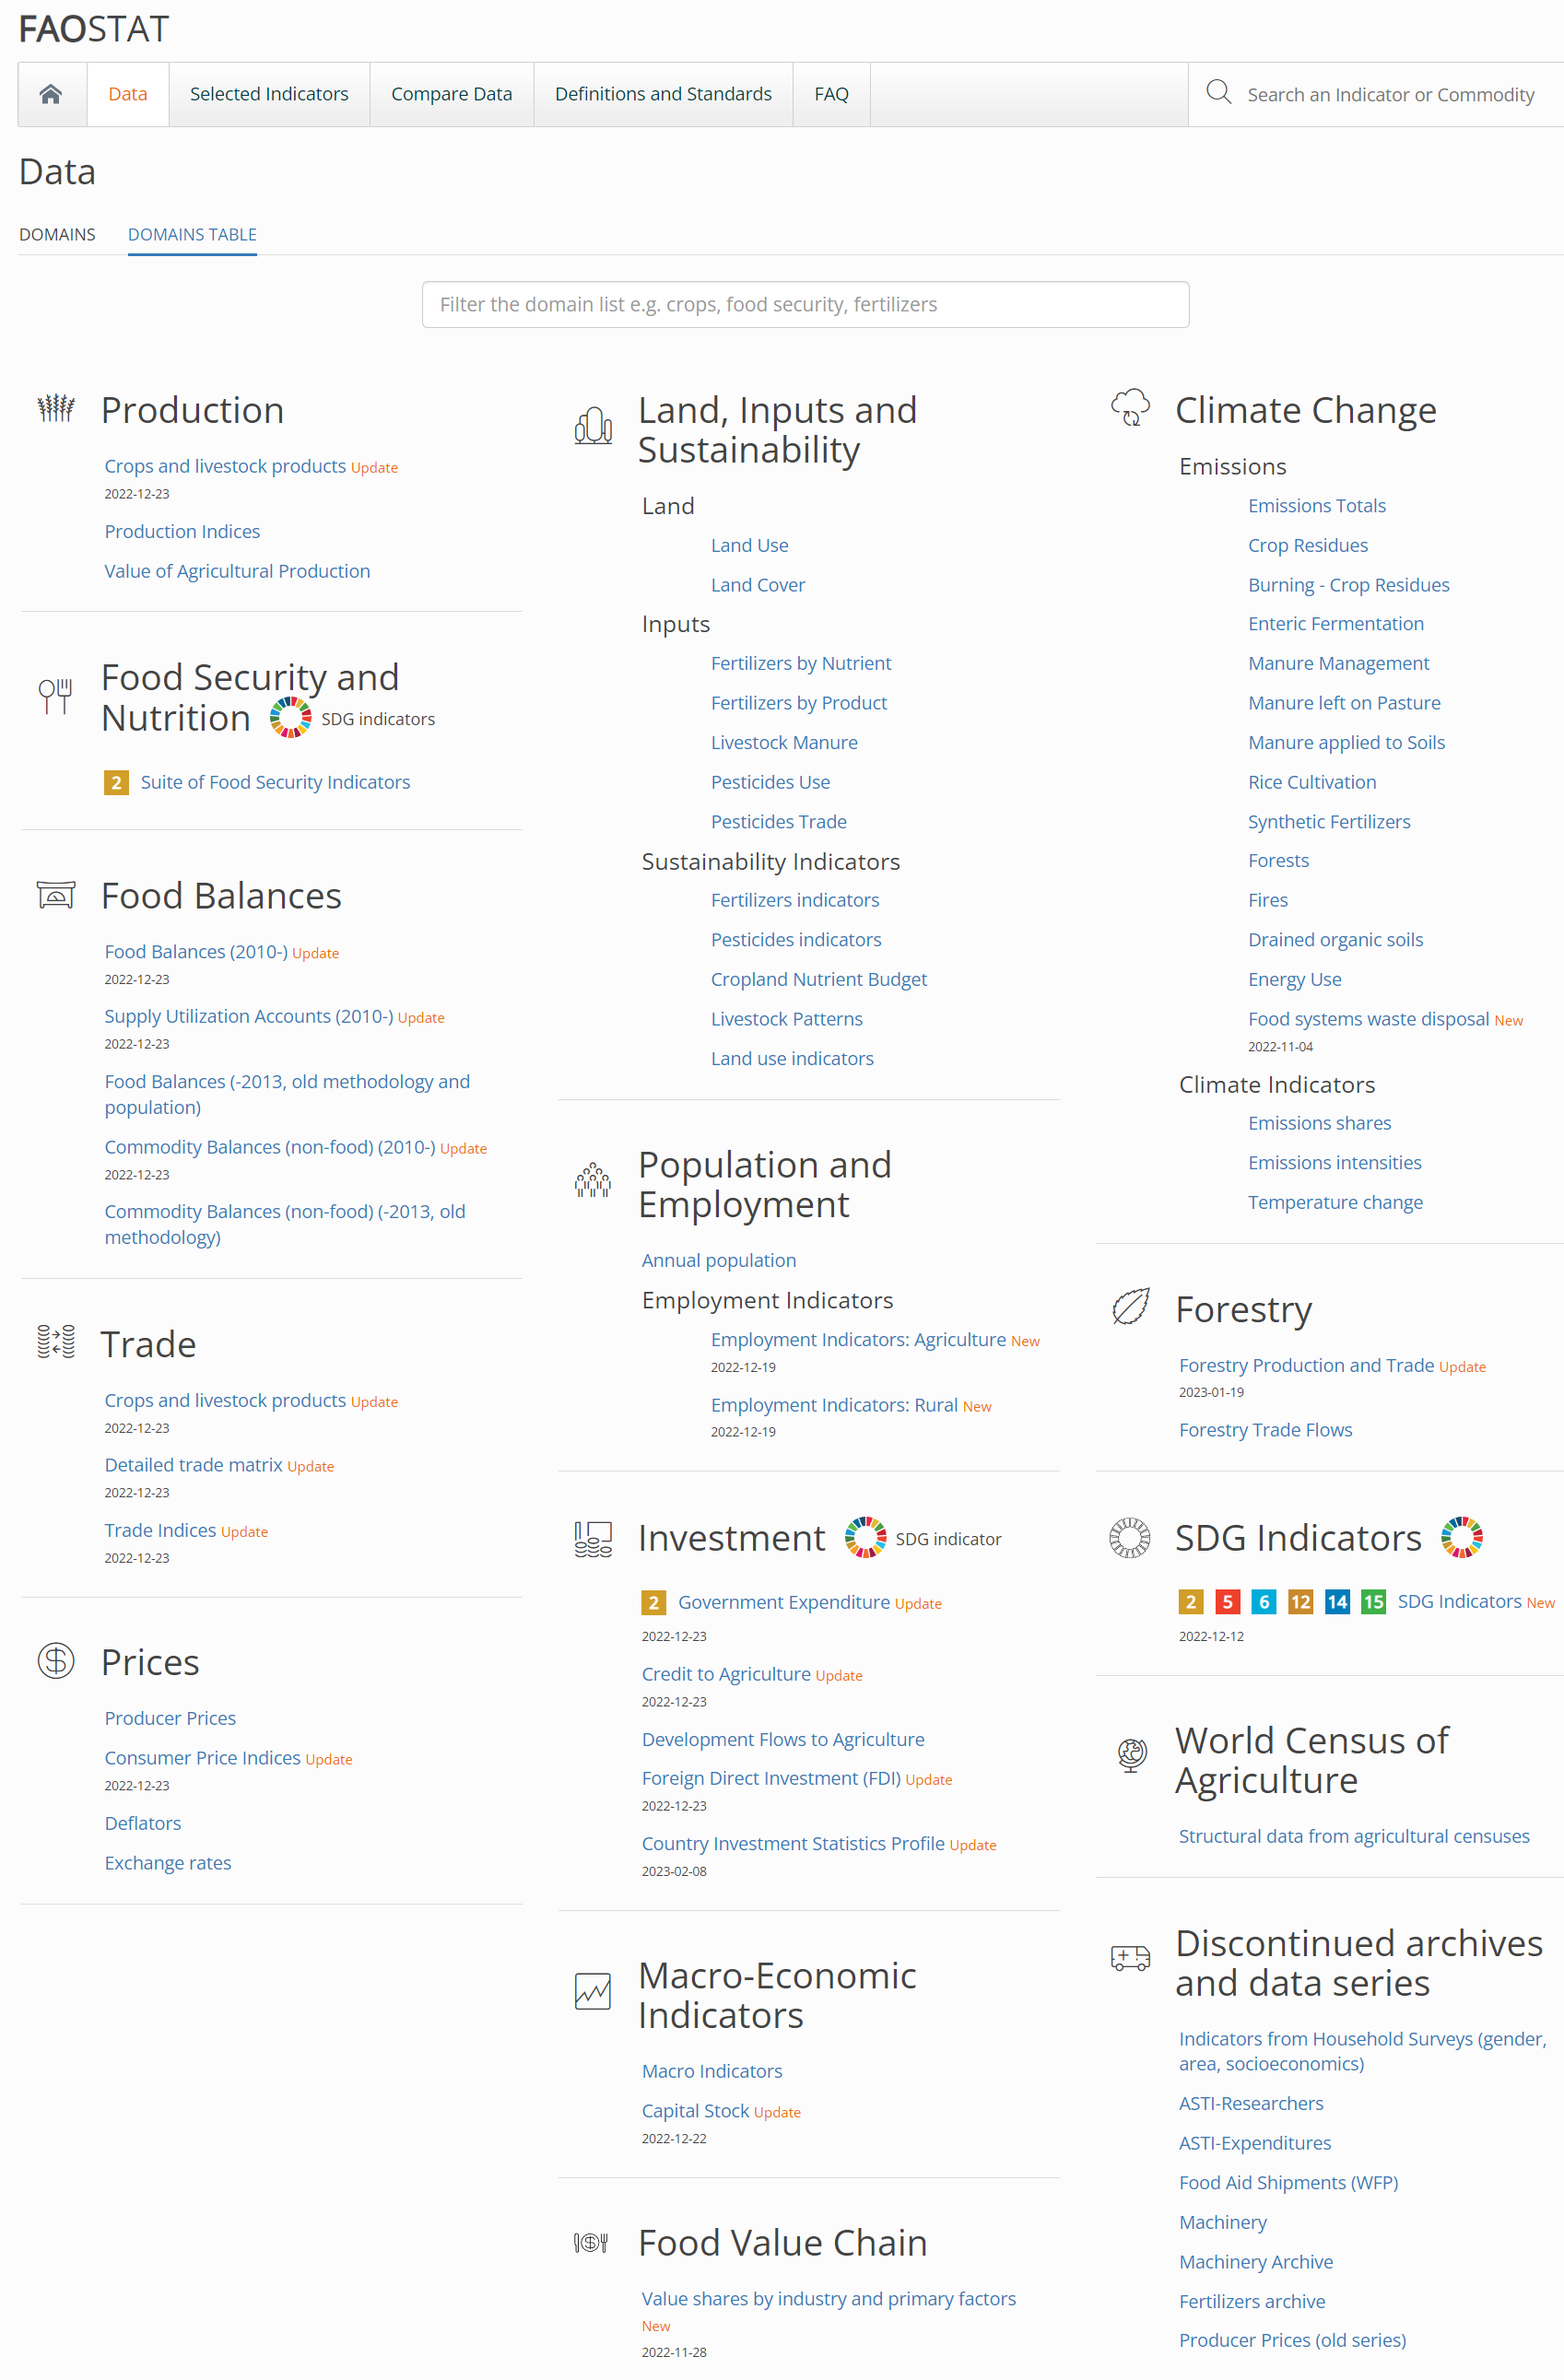 FAOSTAT
Data
Selected Indicators
Compare Data
Definitions and Standards
FAQ
Search an Indicator or Commodity
Data
DOMAINS
DOMAINS TABLE
Filter the domain list e.g. crops, food security, fertilizers
Production
Crops and livestock products Update
2022-12-23
Production Indices
Value of Agricultural Production
Food Security and
Nutrition SDG indicators
2 Suite of Food Security Indicators
Food Balances
Food Balances (2010-) Update
2022-12-23
Supply Utilization Accounts (2010-) Update
2022-12-23
Food Balances (-2013, old methodology and
population)
Commodity Balances (non-food) (2010-) Update
2022-12-23
Commodity Balances (non-food) (-2013, old
methodology)
Trade
Crops and livestock products Update
2022-12-23
Detailed trade matrix Update
2022-12-23
Trade Indices Update
2022-12-23
Prices
Producer Prices
Consumer Price Indices Update
2022-12-23
Deflators
Exchange rates
Land, Inputs and
Sustainability
Land
Land Use
Land Cover
Inputs
Fertilizers by Nutrient
Fertilizers by Product
Livestock Manure
Pesticides Use
Pesticides Trade
Sustainability Indicators
Fertilizers indicators
Pesticides indicators
Cropland Nutrient Budget
Livestock Patterns
Land use indicators
Population and
Employment
Annual population
Employment Indicators
Employment Indicators: Agriculture New
2022-12-19
Employment Indicators: Rural New
2022-12-19
Investment SDG indicator
2 Government Expenditure Update
2022-12-23
Credit to Agriculture Update
2022-12-23
Development Flows to Agriculture
Foreign Direct Investment (FDI) Update
2022-12-23
Country Investment Statistics Profile Update
2023-02-08
Macro-Economic
Indicators
Macro Indicators
Capital Stock Update
2022-12-22
Food Value Chain
Value shares by industry and primary factors
New
2022-11-28
Climate Change
Emissions
Emissions Totals
Crop Residues
Burning - Crop Residues
Enteric Fermentation
Manure Management
Manure left on Pasture
Manure applied to Soils
Rice Cultivation
Synthetic Fertilizers
Forests
Fires
Drained organic soils
Energy Use
Food systems waste disposal New
2022-11-04
Climate Indicators
Emissions shares
Emissions intensities
Temperature change
Forestry
Forestry Production and Trade Update
2023-01-19
Forestry Trade Flows
SDG Indicators
2 5 6 12 14 15 SDG Indicators New
2022-12-12
World Census of
Agriculture
Structural data from agricultural censuses
Discontinued archives
and data series
Indicators from Household Surveys (gender,
area, socioeconomics)
ASTI-Researchers
ASTI-Expenditures
Food Aid Shipments (WFP)
Machinery
Machinery Archive
Fertilizers archive
Producer Prices (old series)